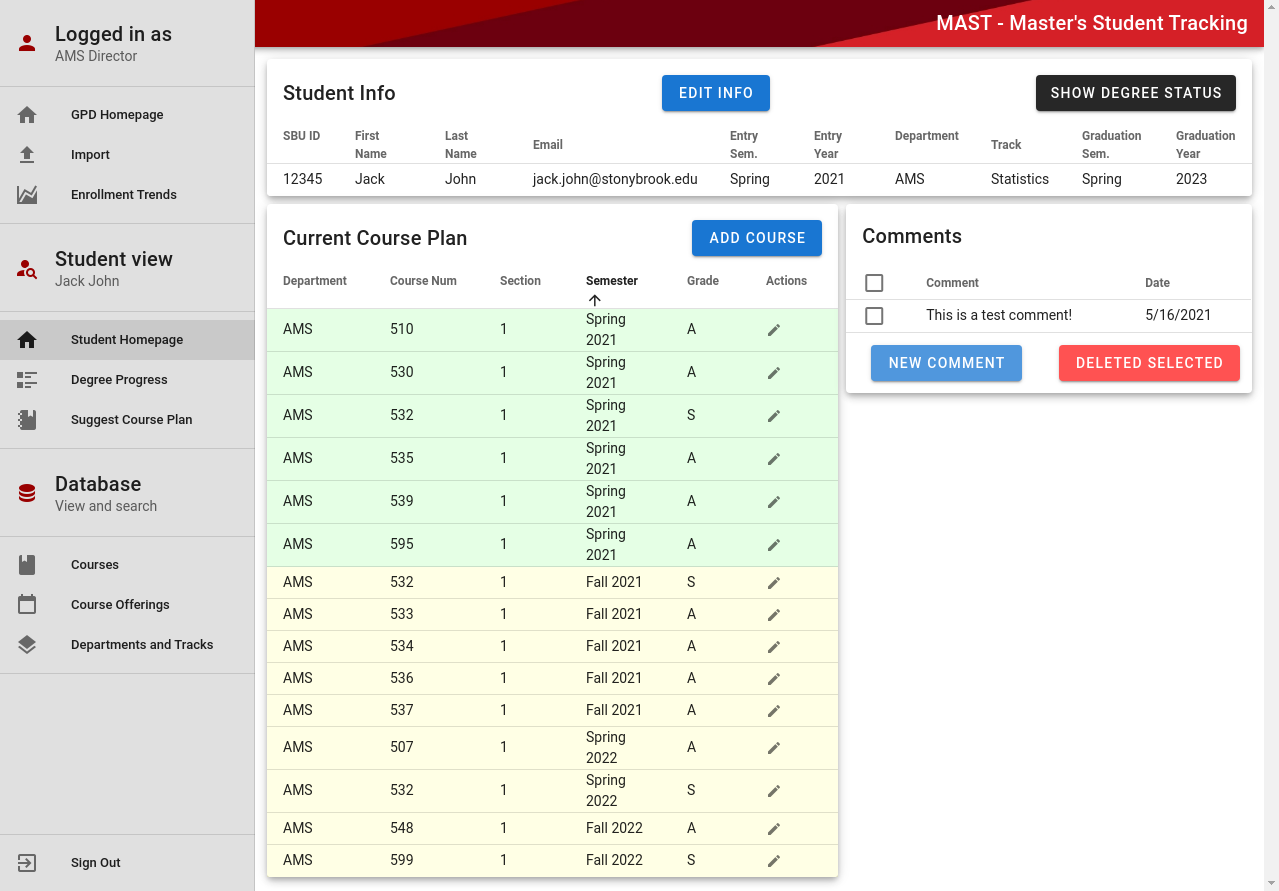 Logged in as
AMS Director
GPD Homepage
Import
Enrollment Trends
Student view
Jack John
Student Homepage
Degree Progress
Suggest Course Plan
Database
View and search
Courses
Course Offerings
Departments and Tracks
Sign Out
MAST - Master's Student Tracking
Student Info EDIT INFO SHOW DEGREE STATUS
SBU ID First Name Last Name Email Entry Sem. Entry Year Department Track Graduation Sem. Graduation Year
12345 Jack John jack.john@stonybrook.edu Spring 2021 AMS Statistics Spring 2023
Current Course Plan ADD COURSE
Department Course Num Section Semester Grade Actions
AMS 510 1 Spring 2021 A
AMS 530 1 Spring 2021 A
AMS 532 1 Spring 2021 S
AMS 535 1 Spring 2021 A
AMS 539 1 Spring 2021 A
AMS 595 1 Spring 2021 A
AMS 532 1 Fall 2021 S
AMS 533 1 Fall 2021 A
AMS 534 1 Fall 2021 A
AMS 536 1 Fall 2021 A
AMS 537 1 Fall 2021 A
AMS 507 1 Spring 2022 A
AMS 532 1 Spring 2022 S
AMS 548 1 Fall 2022 A
AMS 599 1 Fall 2022 S
Comments
Comment Date
This is a test comment! 5/16/2021
NEW COMMENT DELETED SELECTED